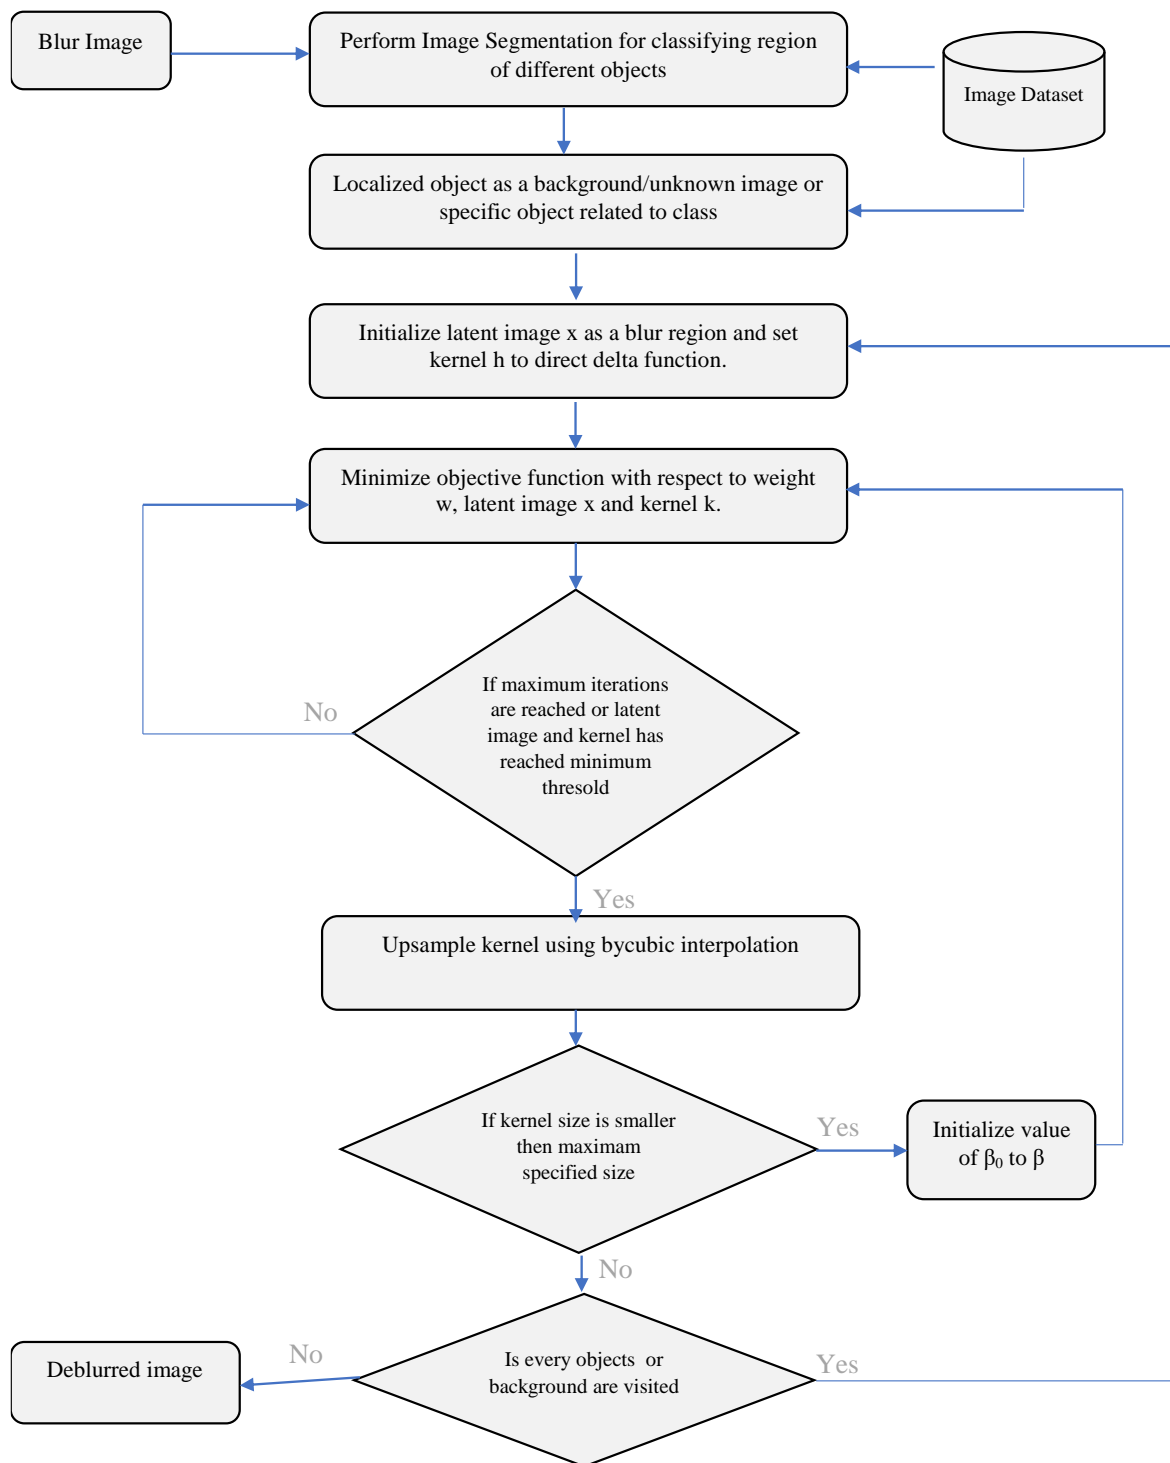 Blur Image
Perform Image Segmentation for classifying region
of different objects
Image Dataset
Localized object as a background/unknown image or
specific object related to class
Initialize latent image x as a blur region and set
kernel h to direct delta function.
Minimize objective function with respect to weight
w, latent image x and kernel k.
If maximum iterations
are reached or latent
image and kernel has
reached minimum
thresold
No
Yes
Upsample kernel using bycubic interpolation
If kernel size is smaller
then maximam
specified size
Yes
Initialize value
of β₀ to β
No
Is every objects or
background are visited
No
Deblurred image
Yes